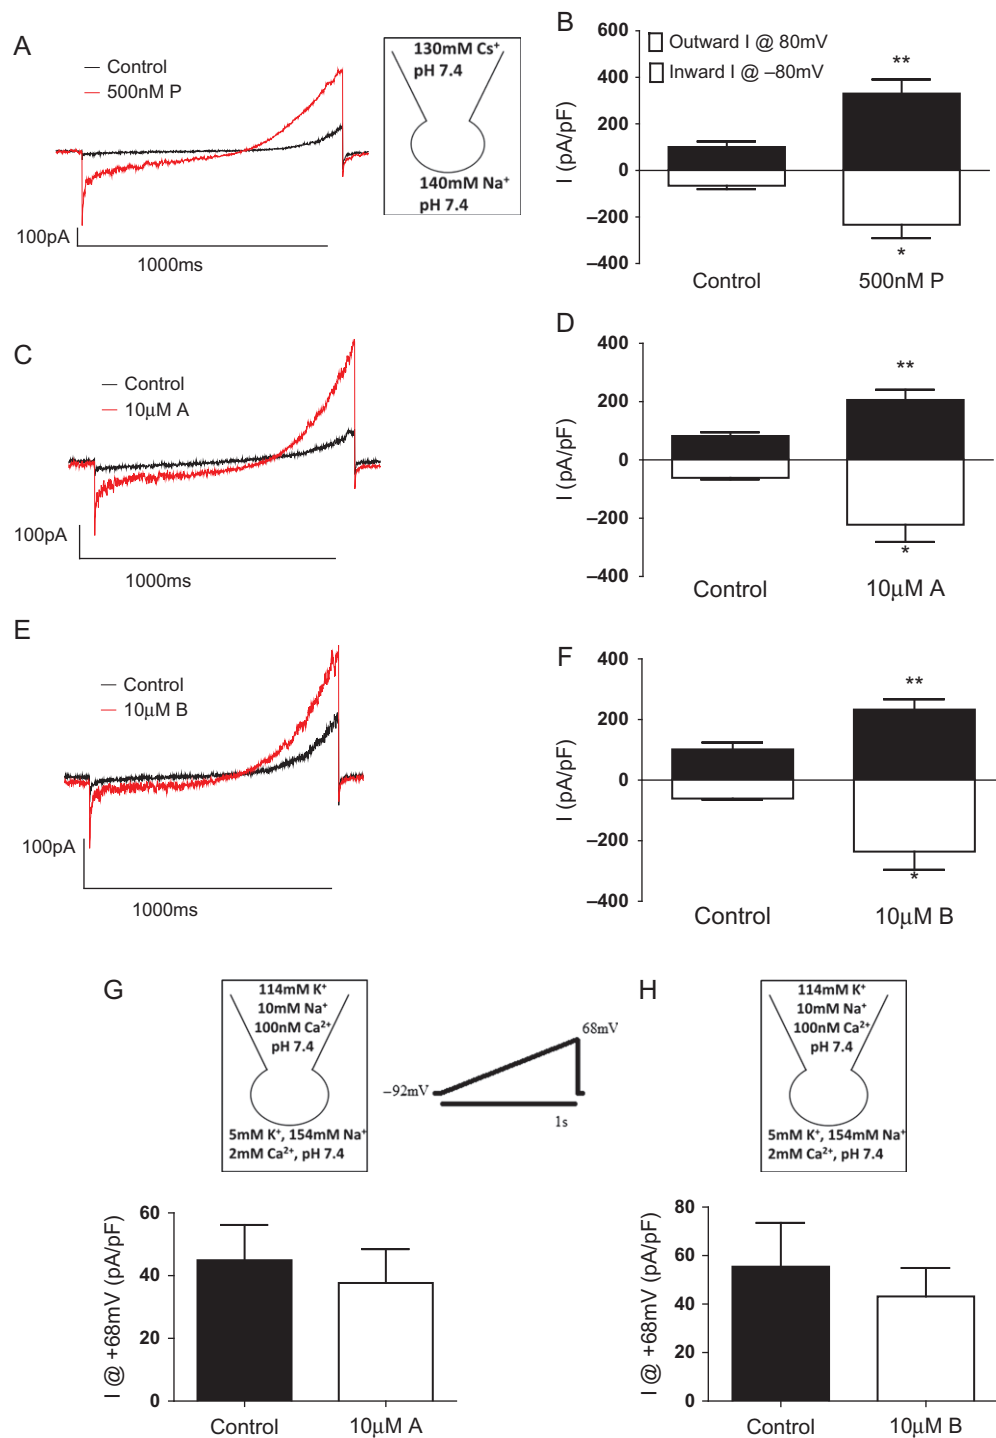 A
Control
500nM P
100pA
1000ms
130mM Cs⁺
pH 7.4
140mM Na⁺
pH 7.4
B
Outward I @ 80mV
Inward I @ –80mV
I (pA/pF)
600
400
200
0
–200
–400
**
*
Control
500nM P
C
Control
10µM A
100pA
1000ms
D
I (pA/pF)
400
200
0
–200
–400
**
*
Control
10µM A
E
Control
10µM B
100pA
1000ms
F
I (pA/pF)
400
200
0
–200
–400
**
*
Control
10µM B
G
114mM K⁺
10mM Na⁺
100nM Ca²⁺
pH 7.4
5mM K⁺, 154mM Na⁺
2mM Ca²⁺, pH 7.4
–92mV
68mV
1s
I @ +68mV (pA/pF)
60
40
20
0
Control
10µM A
H
114mM K⁺
10mM Na⁺
100nM Ca²⁺
pH 7.4
5mM K⁺, 154mM Na⁺
2mM Ca²⁺, pH 7.4
I @ +68mV (pA/pF)
80
60
40
20
0
Control
10µM B